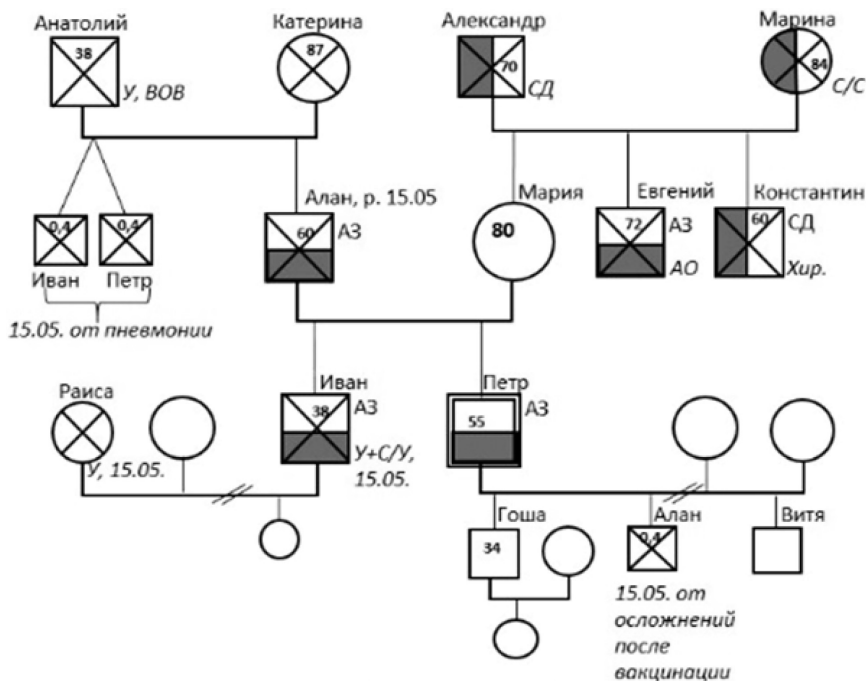 Анатолий
Катерина
Александр
Марина
38
87
70
84
У, ВОВ
СД
С/С
Алан, р. 15.05
Мария
Евгений
Константин
0,4
0,4
60
АЗ
80
72
АЗ
60
СД
Иван
Петр
АО
Хир.
15.05. от пневмонии
Раиса
Иван
Петр
38
АЗ
55
АЗ
У, 15.05.
У+С/У,
15.05.
Гоша
Алан
Витя
34
0,4
15.05. от
осложнений
после
вакцинации